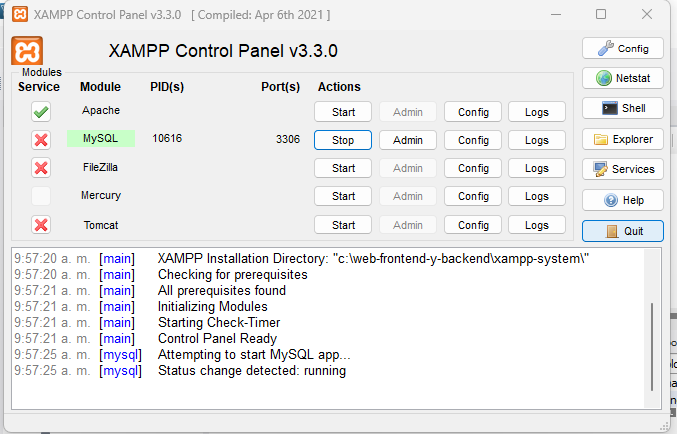 XAMPP Control Panel v3.3.0 [ Compiled: Apr 6th 2021 ]
XAMPP Control Panel v3.3.0
Config
Modules
Service Module PID(s) Port(s) Actions
Netstat
Apache Start Admin Config Logs
Shell
MySQL 10616 3306 Stop Admin Config Logs
Explorer
FileZilla Start Admin Config Logs
Services
Mercury Start Admin Config Logs
Help
Tomcat Start Admin Config Logs
Quit
9:57:20 a. m. [main] XAMPP Installation Directory: "c:\web-frontend-y-backend\xampp-system\"
9:57:20 a. m. [main] Checking for prerequisites
9:57:21 a. m. [main] All prerequisites found
9:57:21 a. m. [main] Initializing Modules
9:57:21 a. m. [main] Starting Check-Timer
9:57:21 a. m. [main] Control Panel Ready
9:57:25 a. m. [mysql] Attempting to start MySQL app...
9:57:25 a. m. [mysql] Status change detected: running